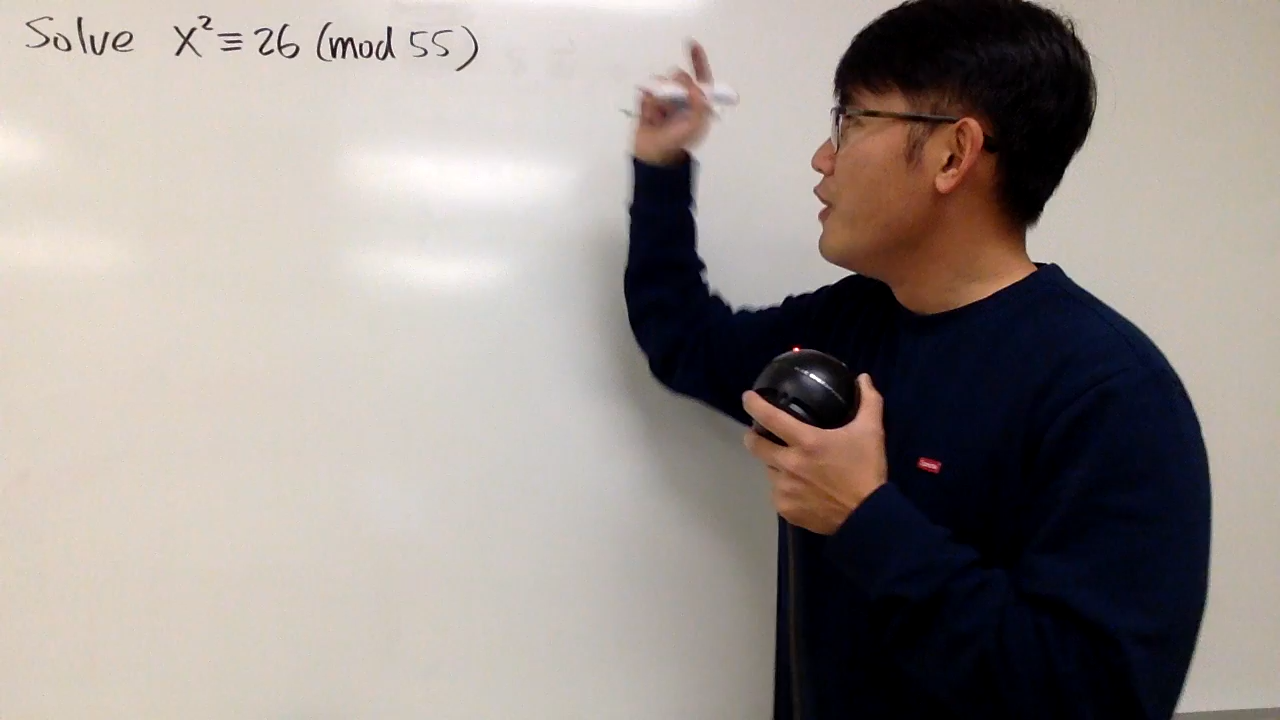 Solve X² ≡ 26 (mod 55)